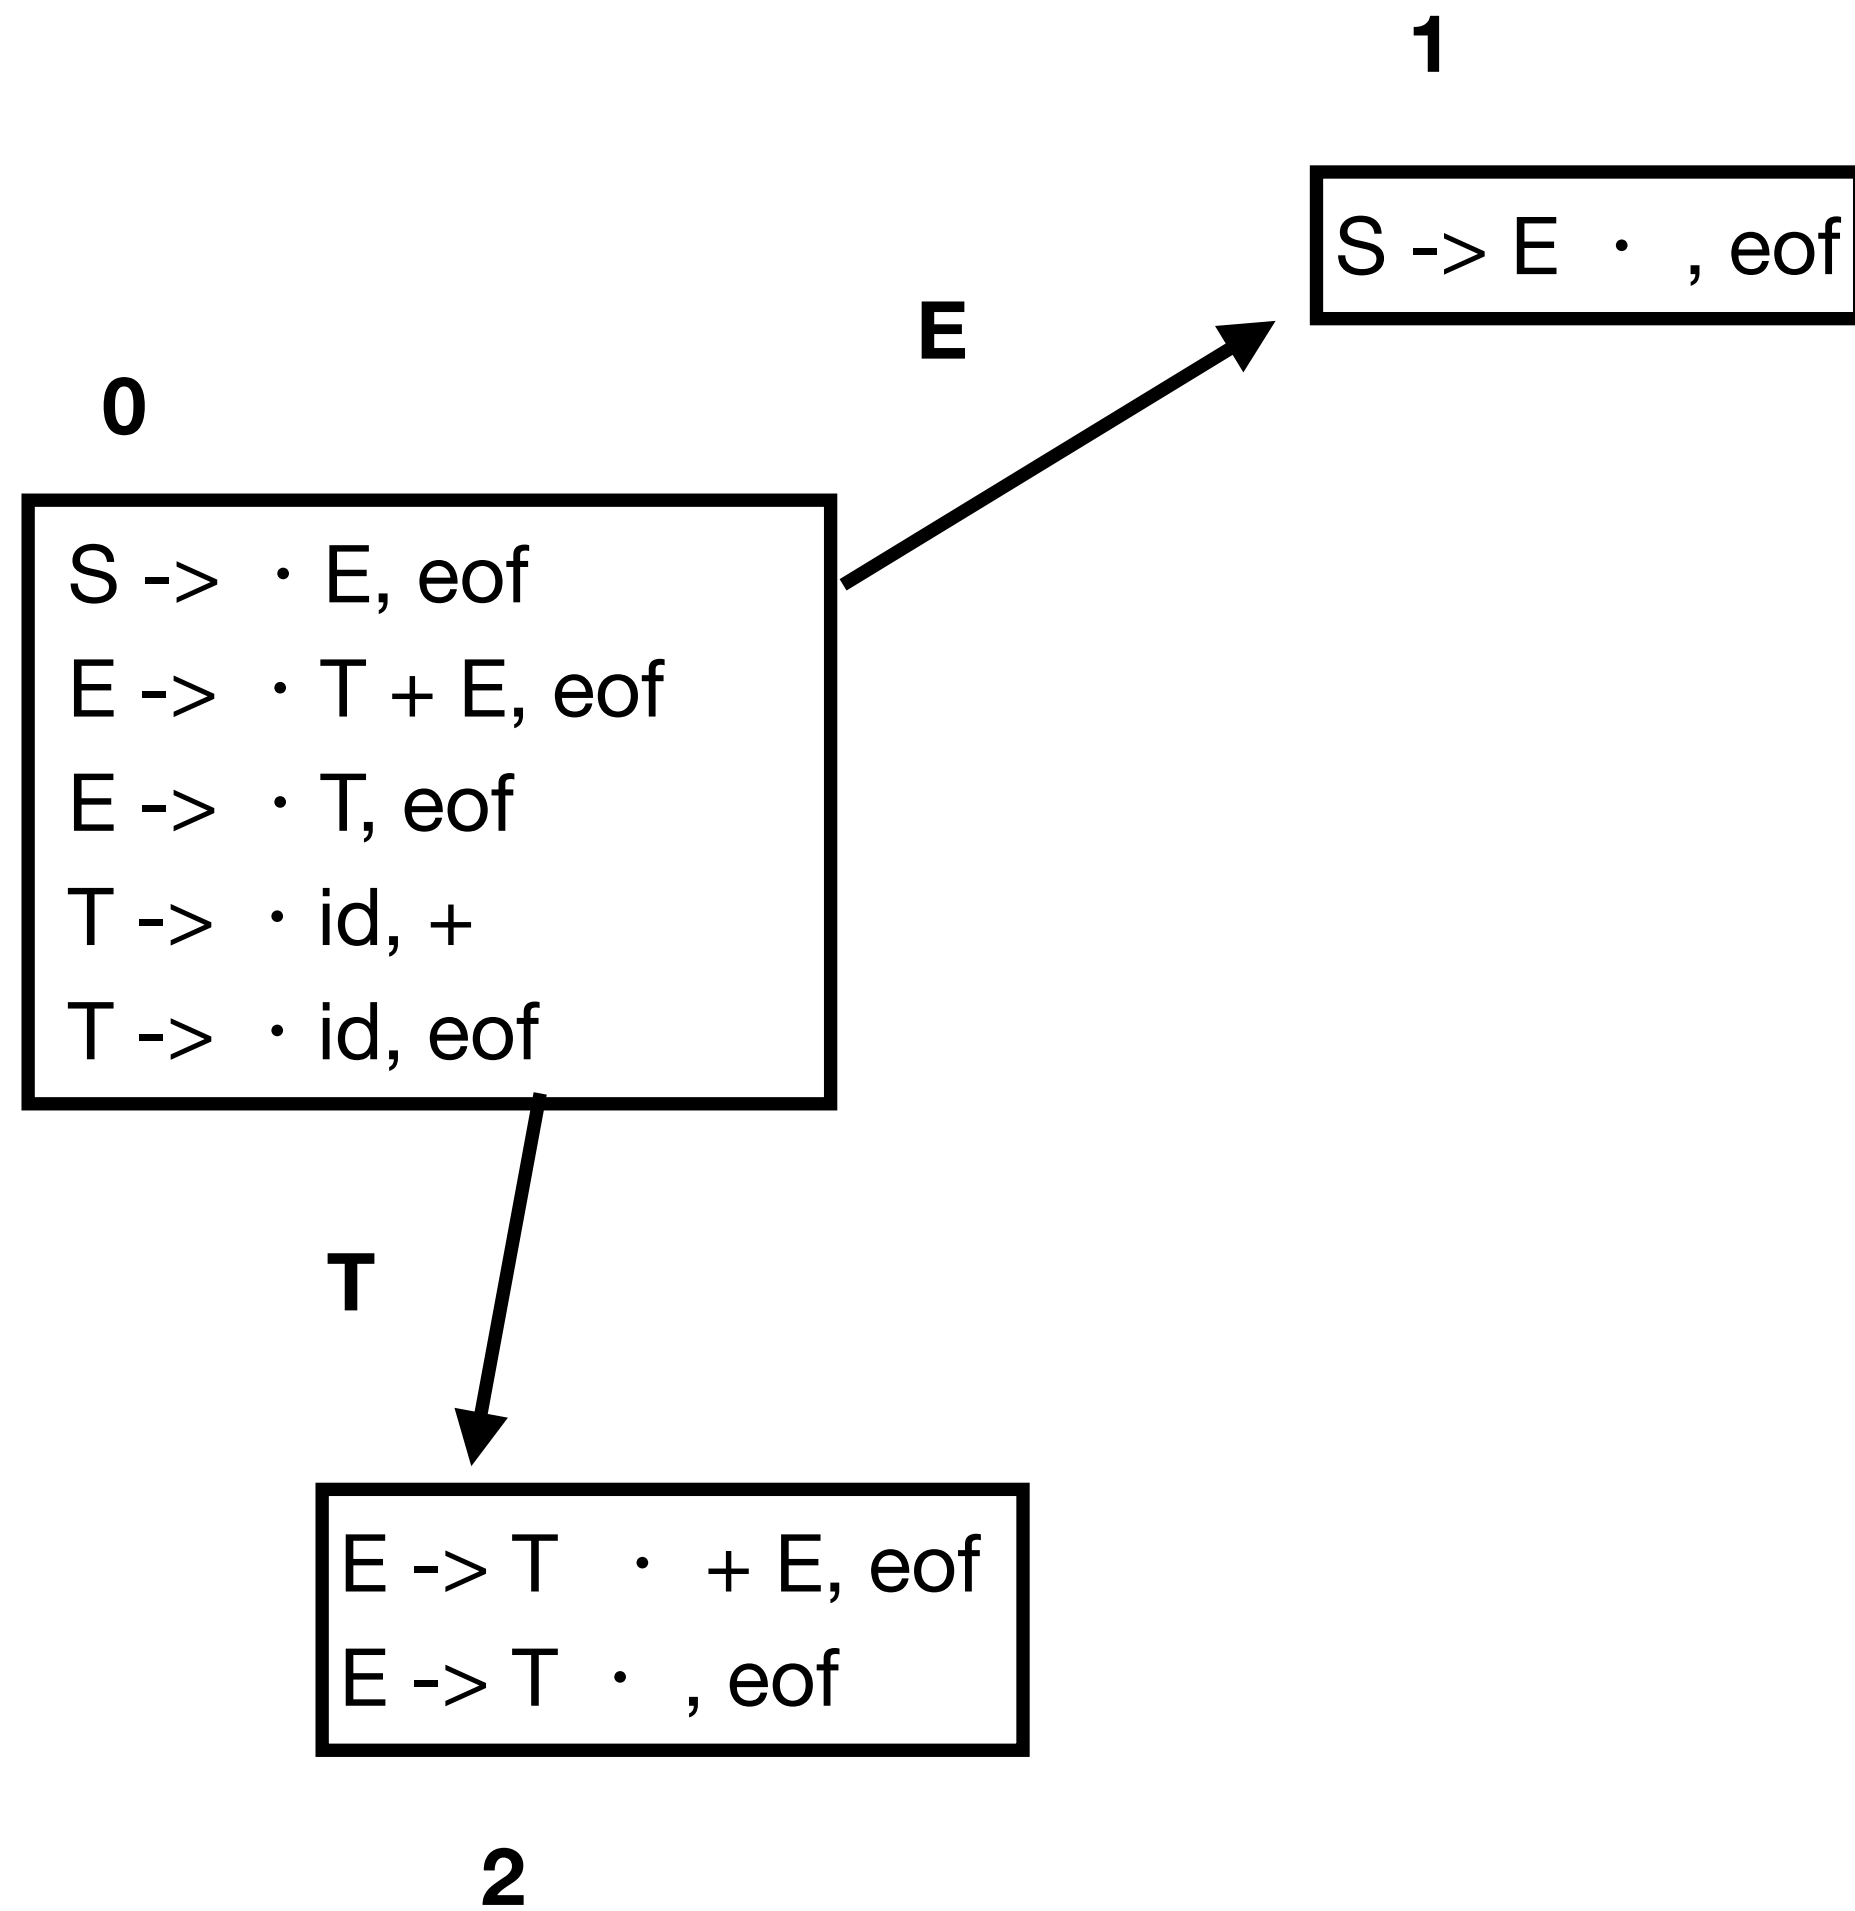 1
S -> E · , eof
E
0
S -> · E, eof
E -> · T + E, eof
E -> · T, eof
T -> · id, +
T -> · id, eof
T
E -> T · + E, eof
E -> T · , eof
2